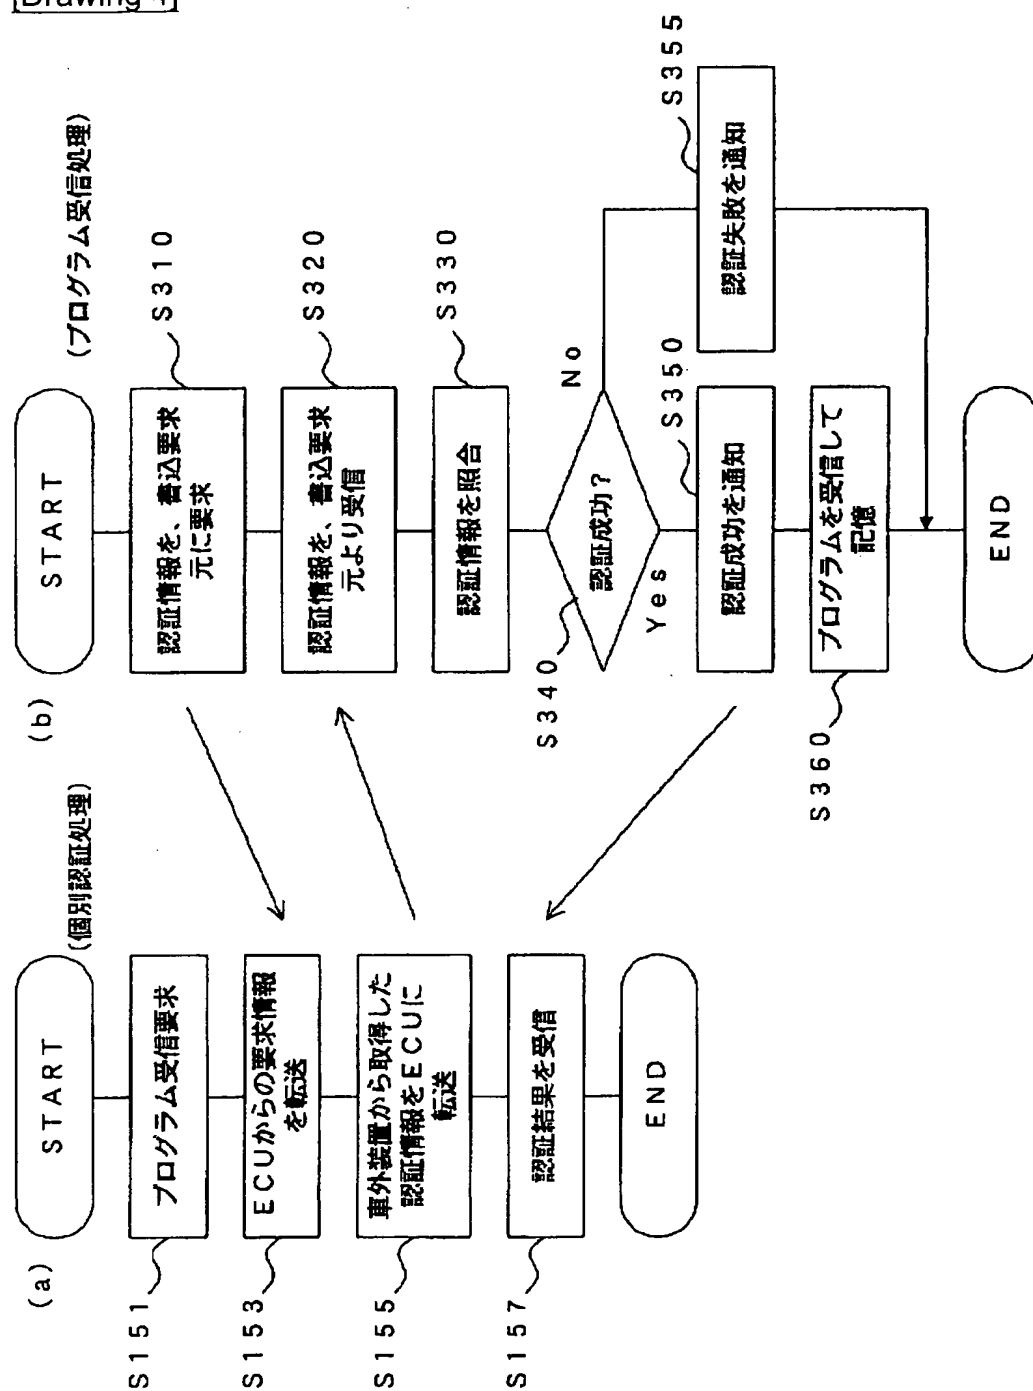 [Drawing 4]
(a)
START
(個別認証処理)
S151
プログラム受信要求
S153
ECUからの要求情報
を転送
S155
車外装置から取得した
認証情報をECUに
転送
S157
認証結果を受信
END
(b)
START
(プログラム受信処理)
認証情報を、書込要求
元に要求
S310
認証情報を、書込要求
元より受信
S320
認証情報を照合
S330
S340
認証成功?
No
Yes
認証成功を通知
S350
認証失敗を通知
S355
プログラムを受信して
記憶
S360
END